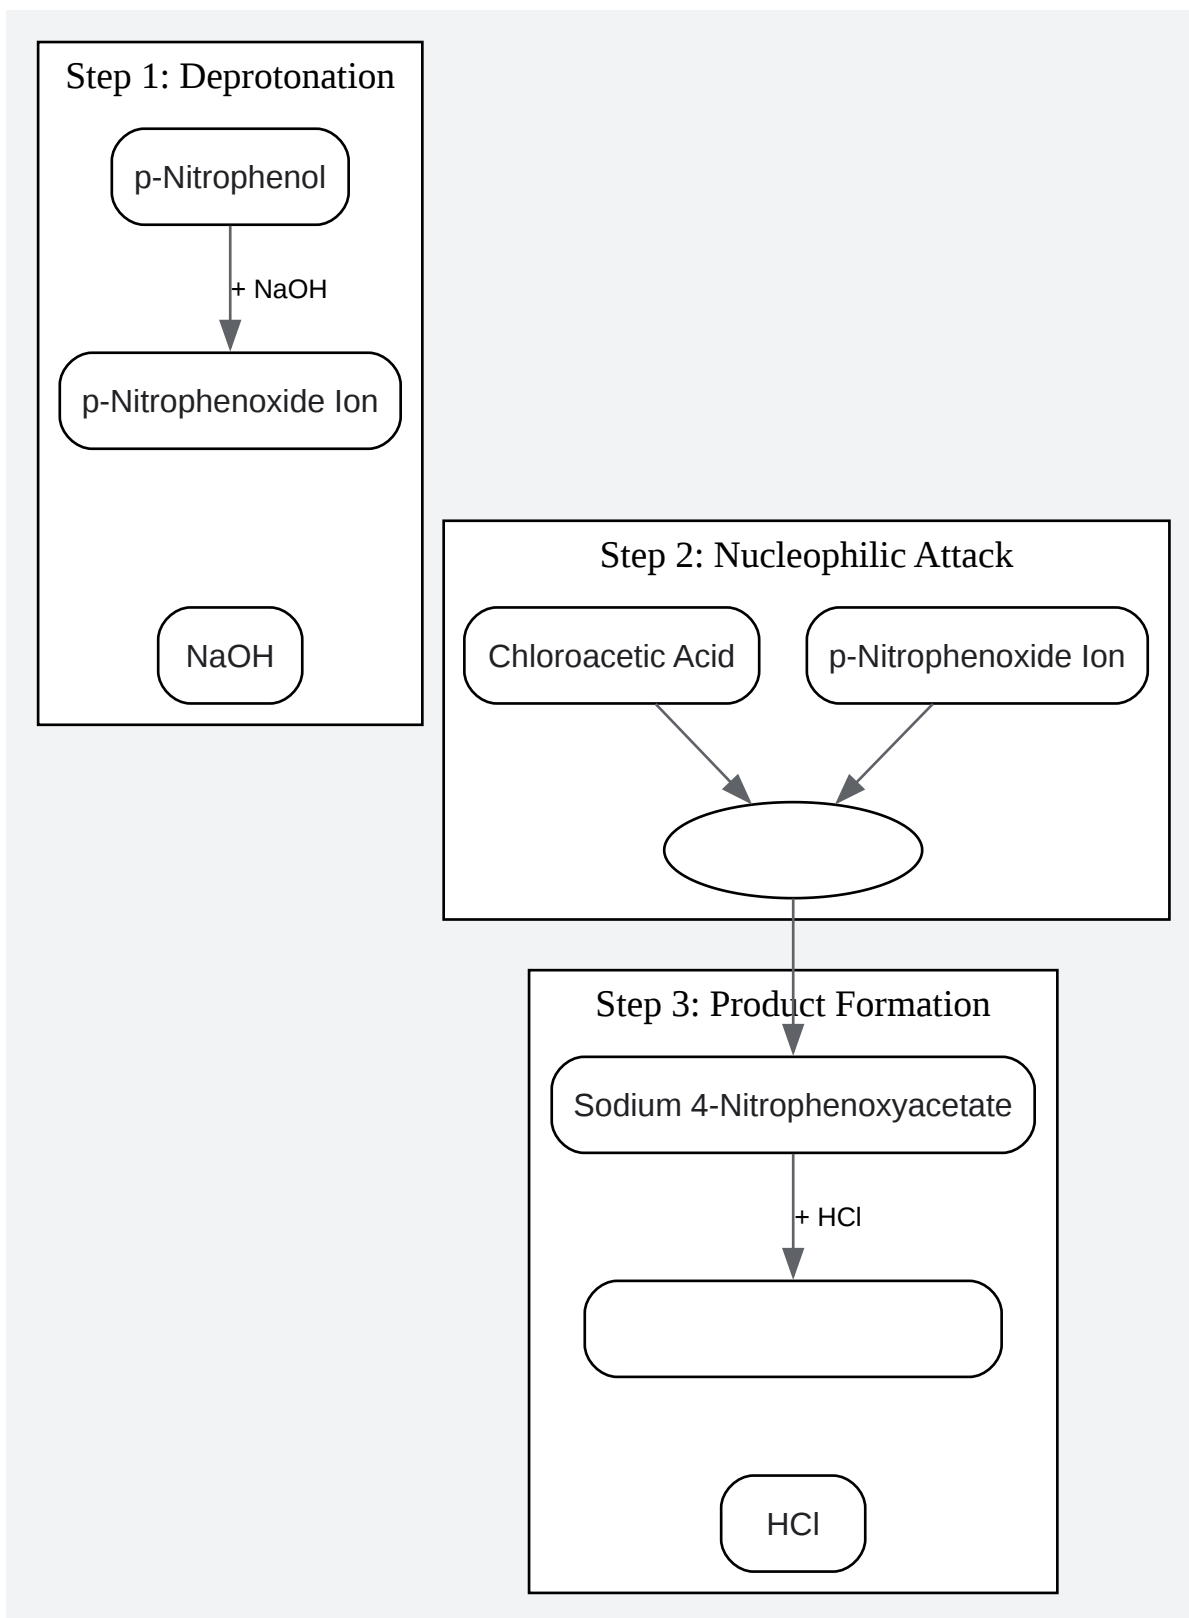 Step 1: Deprotonation
p-Nitrophenol
+ NaOH
p-Nitrophenoxide Ion
NaOH
Step 2: Nucleophilic Attack
Chloroacetic Acid
p-Nitrophenoxide Ion
Step 3: Product Formation
Sodium 4-Nitrophenoxyacetate
+ HCl
HCl